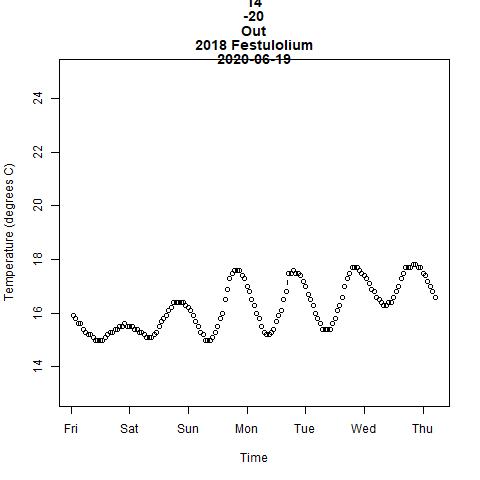 14
-20
Out
2018 Festulolium
2020-06-19
Temperature (degrees C)
24
22
20
18
16
14
Fri Sat Sun Mon Tue Wed Thu
Time